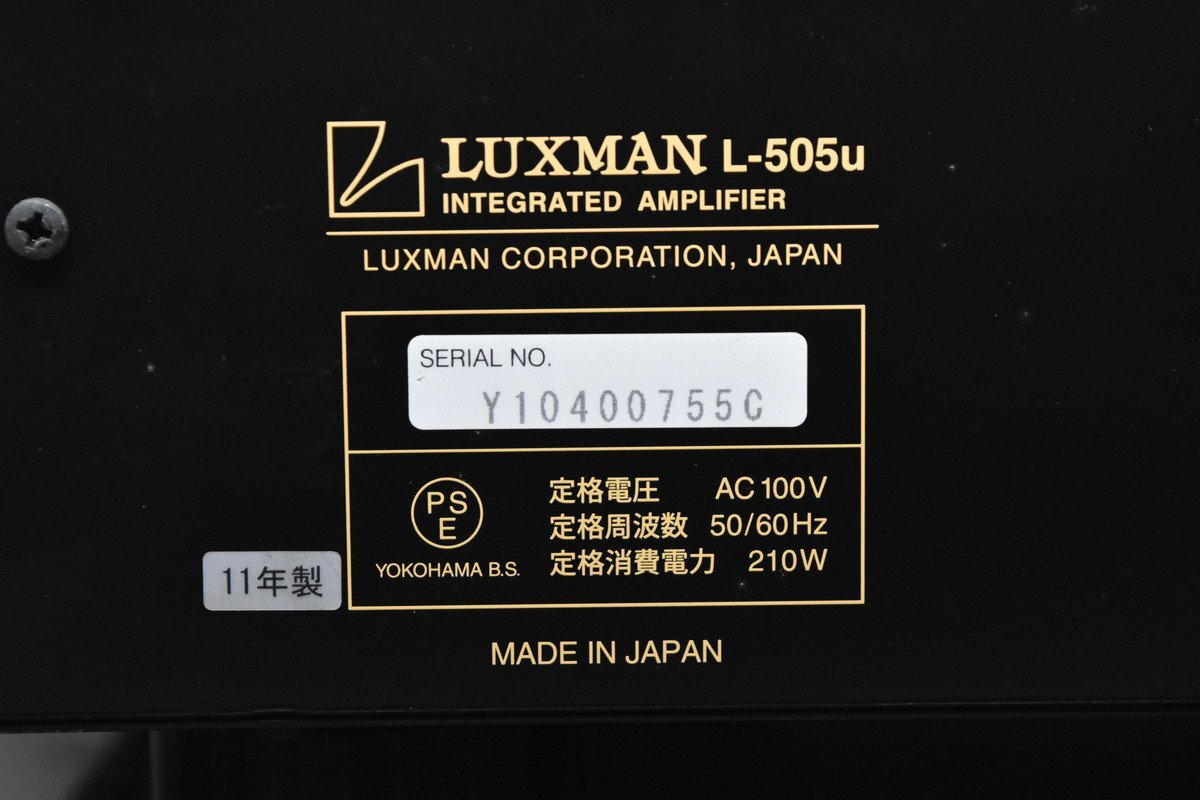 LUXMAN L-505u
INTEGRATED AMPLIFIER
LUXMAN CORPORATION, JAPAN
SERIAL NO.
Y10400755C
PS
E
YOKOHAMA B.S.
定格電圧 AC 100V
定格周波数 50/60Hz
定格消費電力 210W
11年製
MADE IN JAPAN